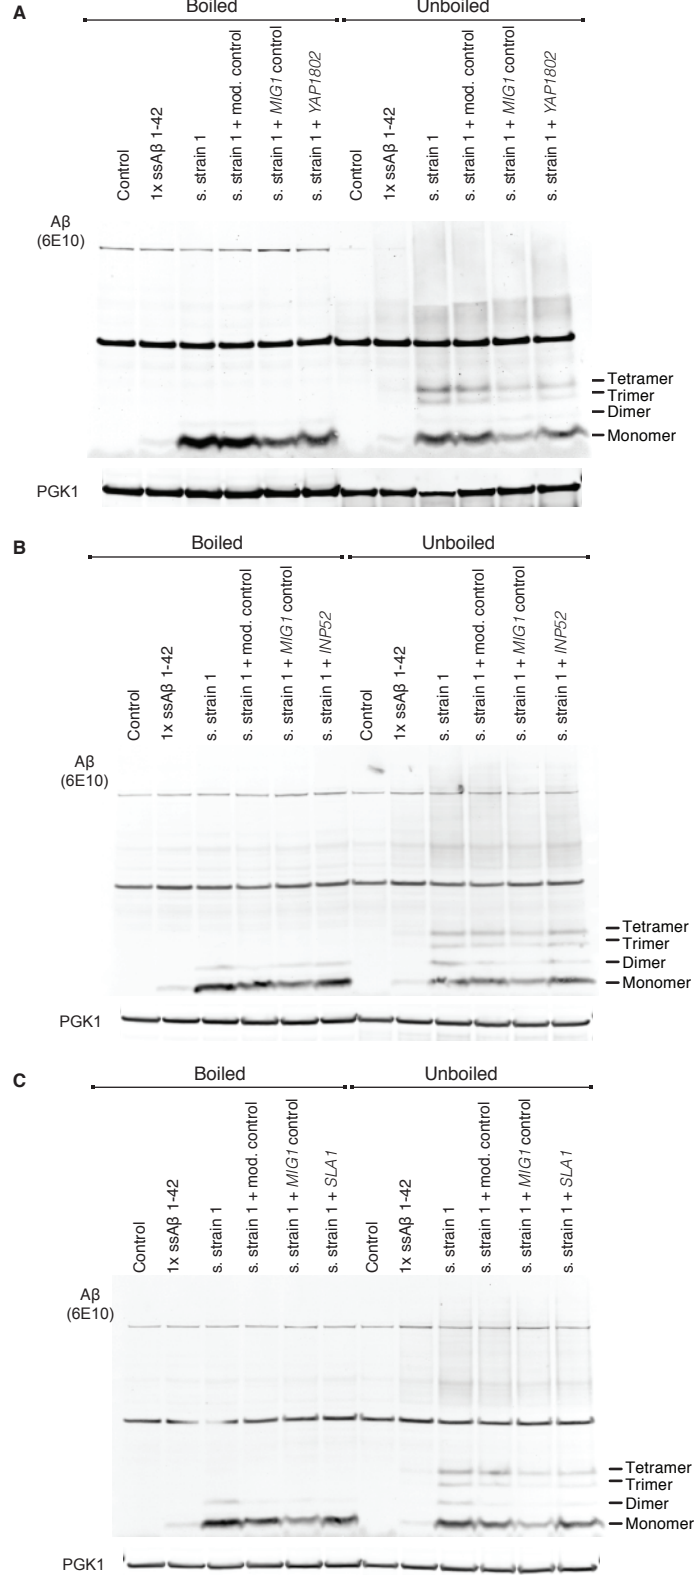 A
Boiled
Unboiled
Control
1x ssAβ 1-42
s. strain 1
s. strain 1 + mod. control
s. strain 1 + MIG1 control
s. strain 1 + YAP1802
Control
1x ssAβ 1-42
s. strain 1
s. strain 1 + mod. control
s. strain 1 + MIG1 control
s. strain 1 + YAP1802
Aβ
(6E10)
Tetramer
Trimer
Dimer
Monomer
PGK1
B
Boiled
Unboiled
Control
1x ssAβ 1-42
s. strain 1
s. strain 1 + mod. control
s. strain 1 + MIG1 control
s. strain 1 + INP52
Control
1x ssAβ 1-42
s. strain 1
s. strain 1 + mod. control
s. strain 1 + MIG1 control
s. strain 1 + INP52
Aβ
(6E10)
Tetramer
Trimer
Dimer
Monomer
PGK1
C
Boiled
Unboiled
Control
1x ssAβ 1-42
s. strain 1
s. strain 1 + mod. control
s. strain 1 + MIG1 control
s. strain 1 + SLA1
Control
1x ssAβ 1-42
s. strain 1
s. strain 1 + mod. control
s. strain 1 + MIG1 control
s. strain 1 + SLA1
Aβ
(6E10)
Tetramer
Trimer
Dimer
Monomer
PGK1